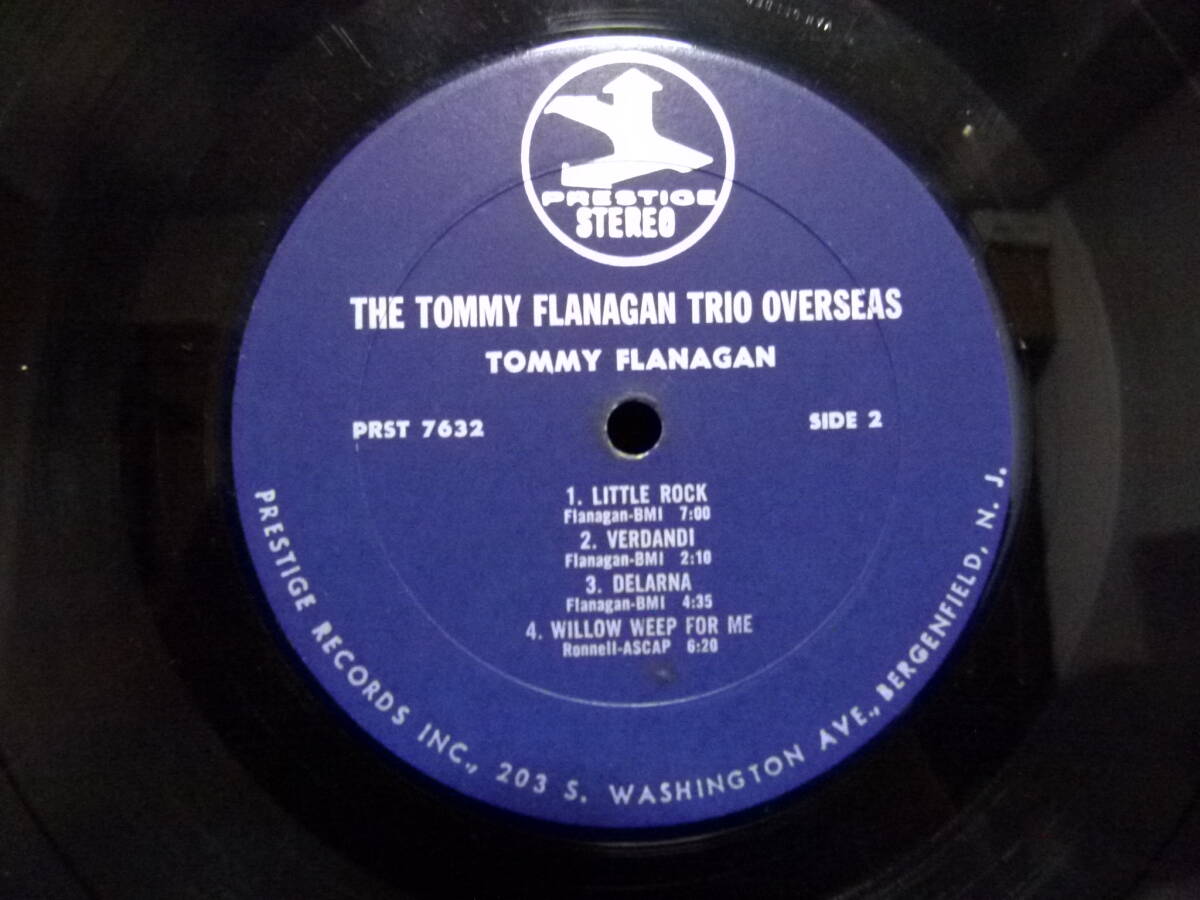 VAN GELDER
PRESTIGE
STEREO
THE TOMMY FLANAGAN TRIO OVERSEAS
TOMMY FLANAGAN
PRST 7632
SIDE 2
1. LITTLE ROCK
Flanagan-BMI 7:00
2. VERDANDI
Flanagan-BMI 2:10
3. DELARNA
Flanagan-BMI 4:35
4. WILLOW WEEP FOR ME
Ronnell-ASCAP 6:20
PRESTIGE RECORDS INC., 203 S. WASHINGTON AVE., BERGENFIELD, N. J.